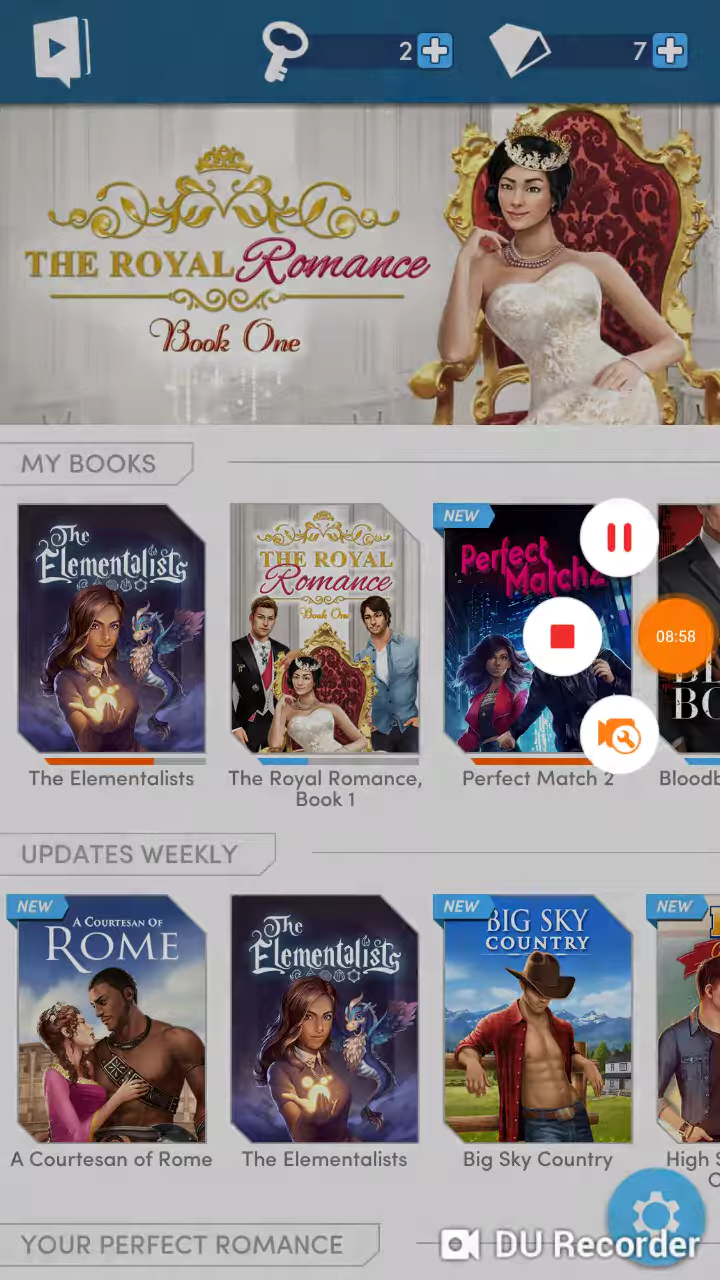 2
7
THE ROYAL Romance
Book One
MY BOOKS
The
Elementalists
The Elementalists
THE ROYAL
Romance
Book One
The Royal Romance,
Book 1
NEW
Perfect
Match 2
Perfect Match 2
08:58
BO
Bloodb
UPDATES WEEKLY
NEW
A COURTESAN OF
ROME
A Courtesan of Rome
The
Elementalists
The Elementalists
NEW
BIG SKY
COUNTRY
Big Sky Country
NEW
High S
YOUR PERFECT ROMANCE
DU Recorder